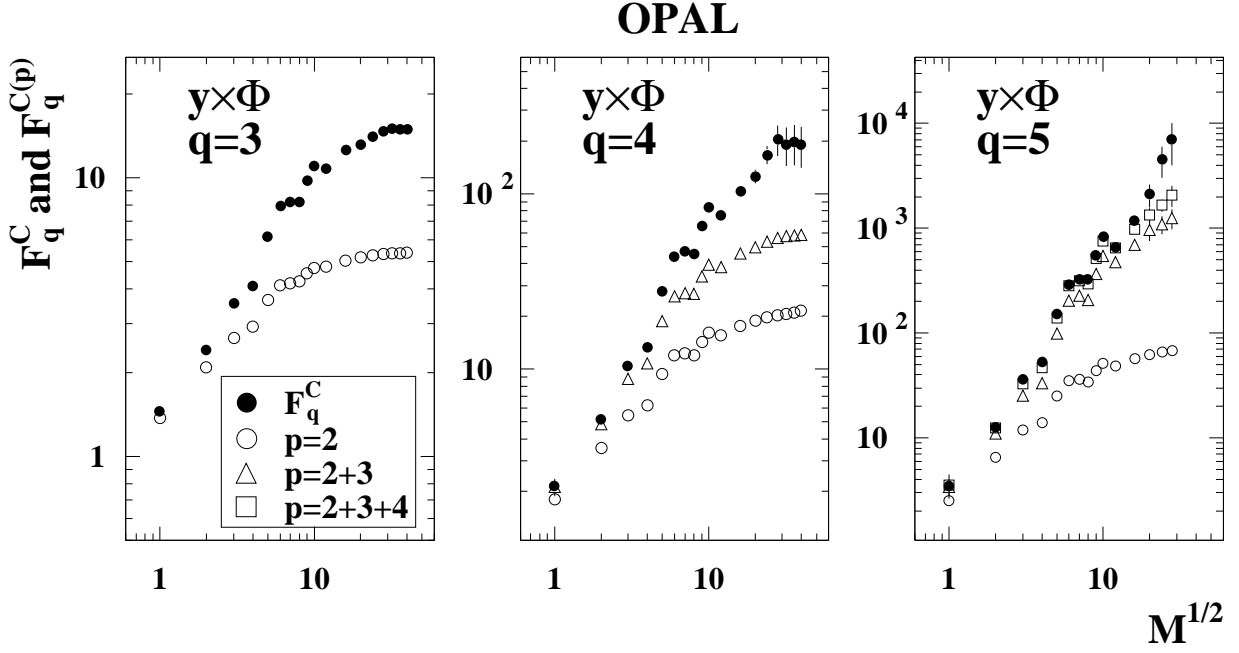 OPAL
F_q^C and F_q^{C(p)}
y×Φ
q=3
10
1
F_q^C
p=2
p=2+3
p=2+3+4
1 10
y×Φ
q=4
10^2
10
1 10
y×Φ
q=5
10^4
10^3
10^2
10
1 10
M^{1/2}